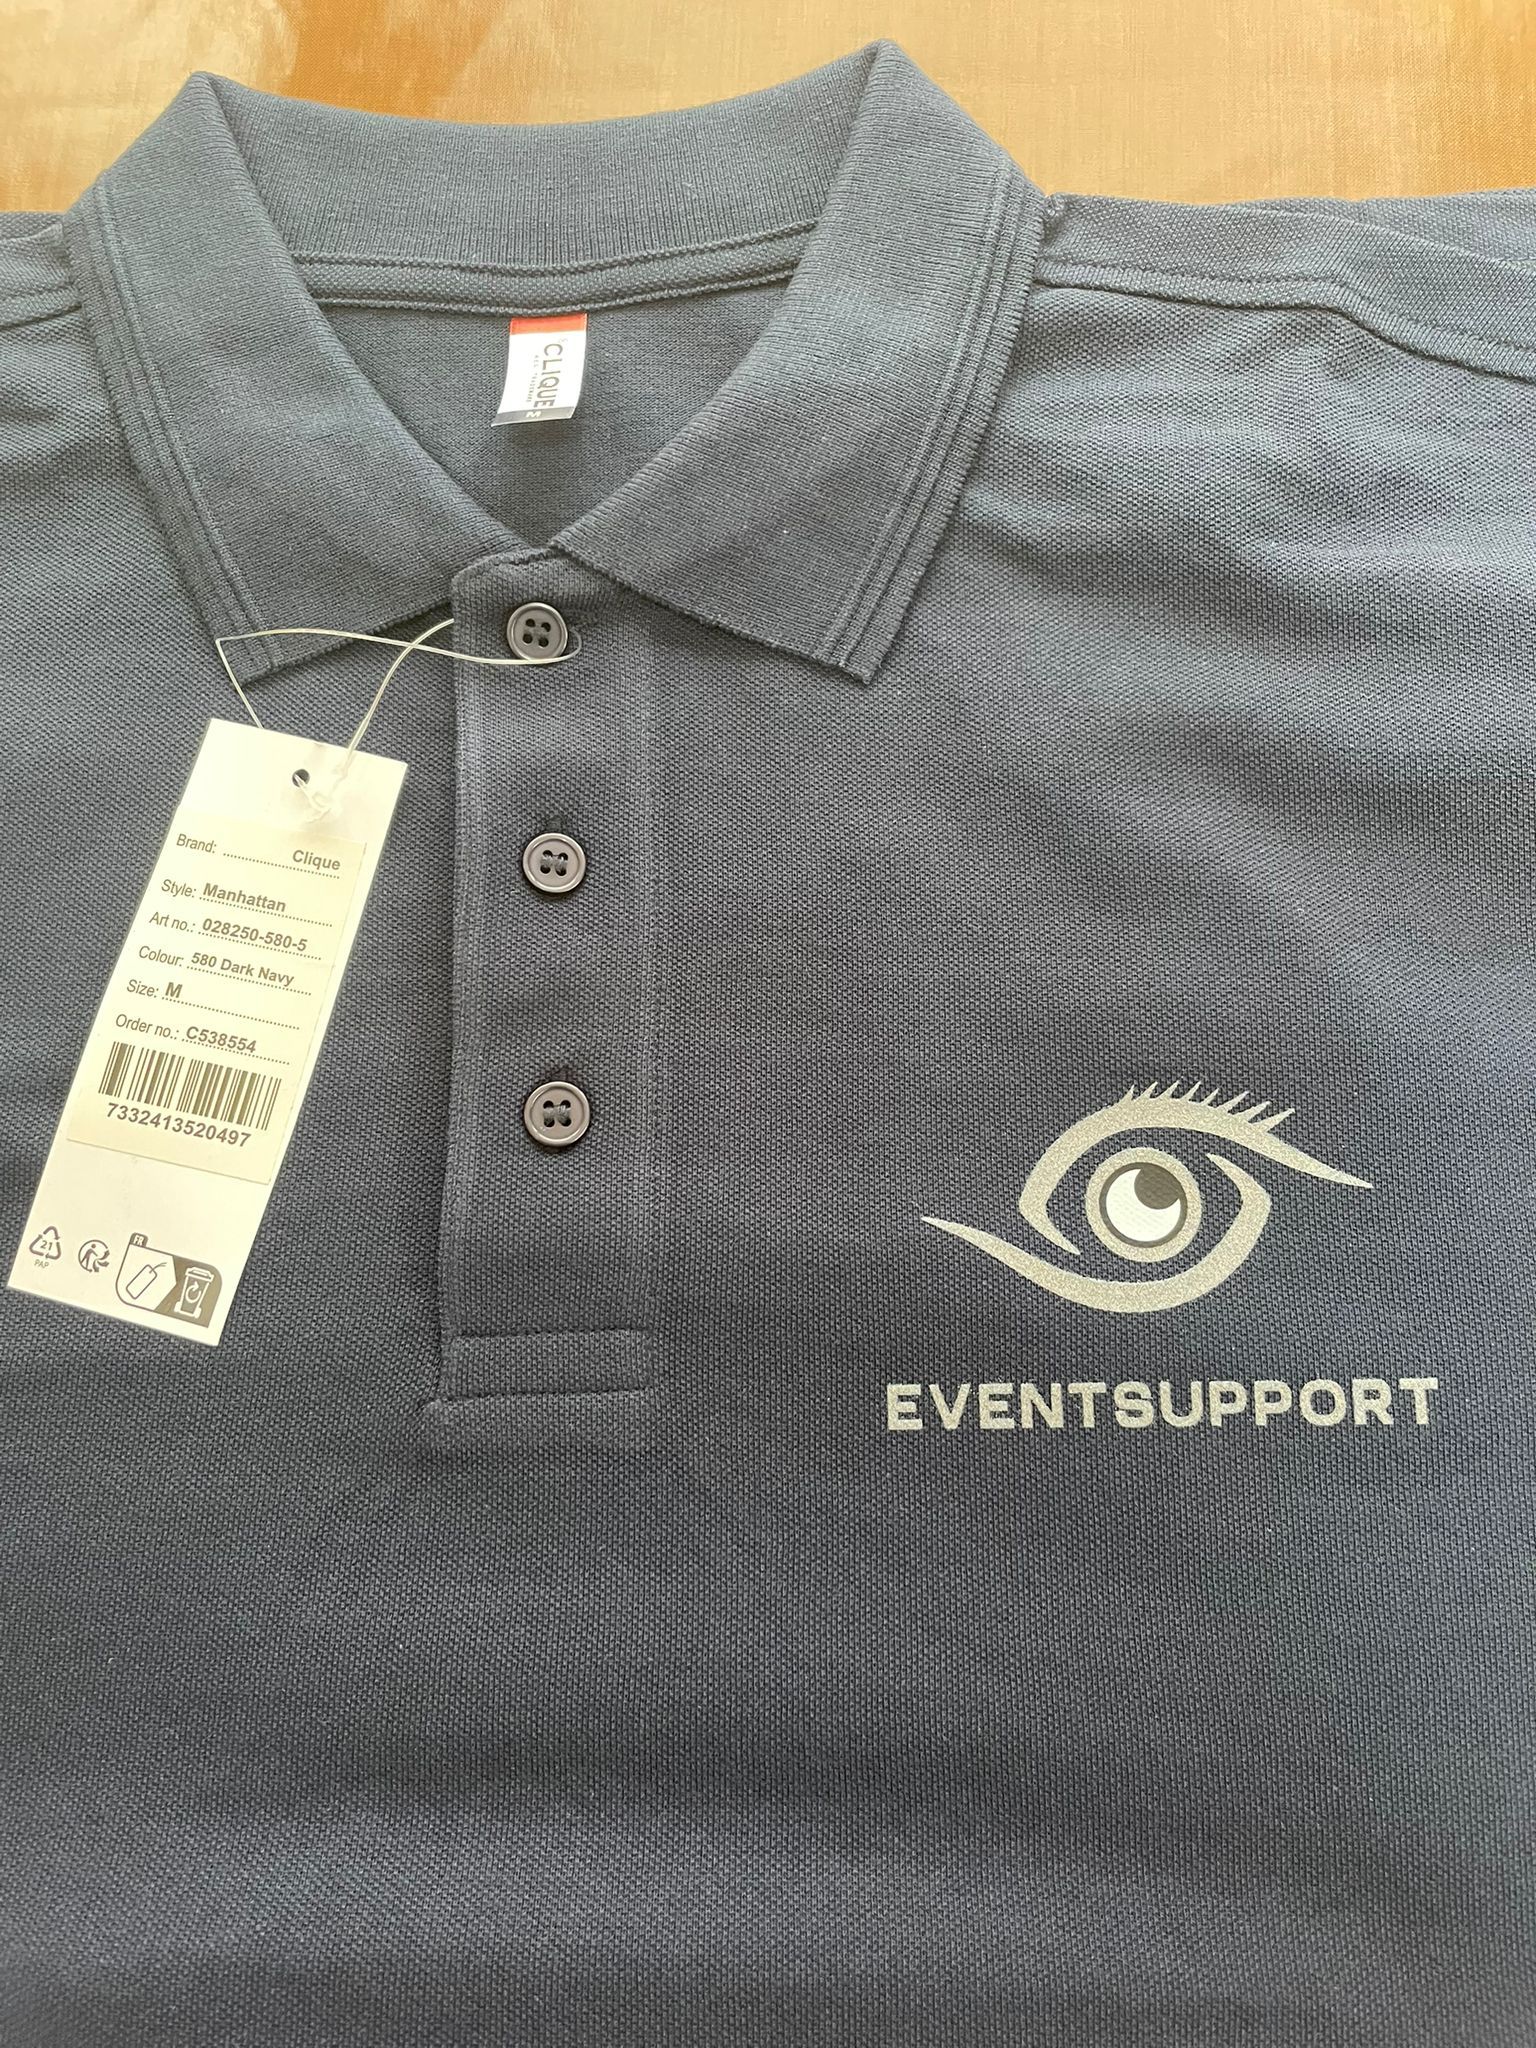 CLIQUE
M
Brand: Clique
Style: Manhattan
Art no.: 028250-580-5
Colour: 580 Dark Navy
Size: M
Order no.: C538554
7332413520497
21
PAP
FR
EVENTSUPPORT